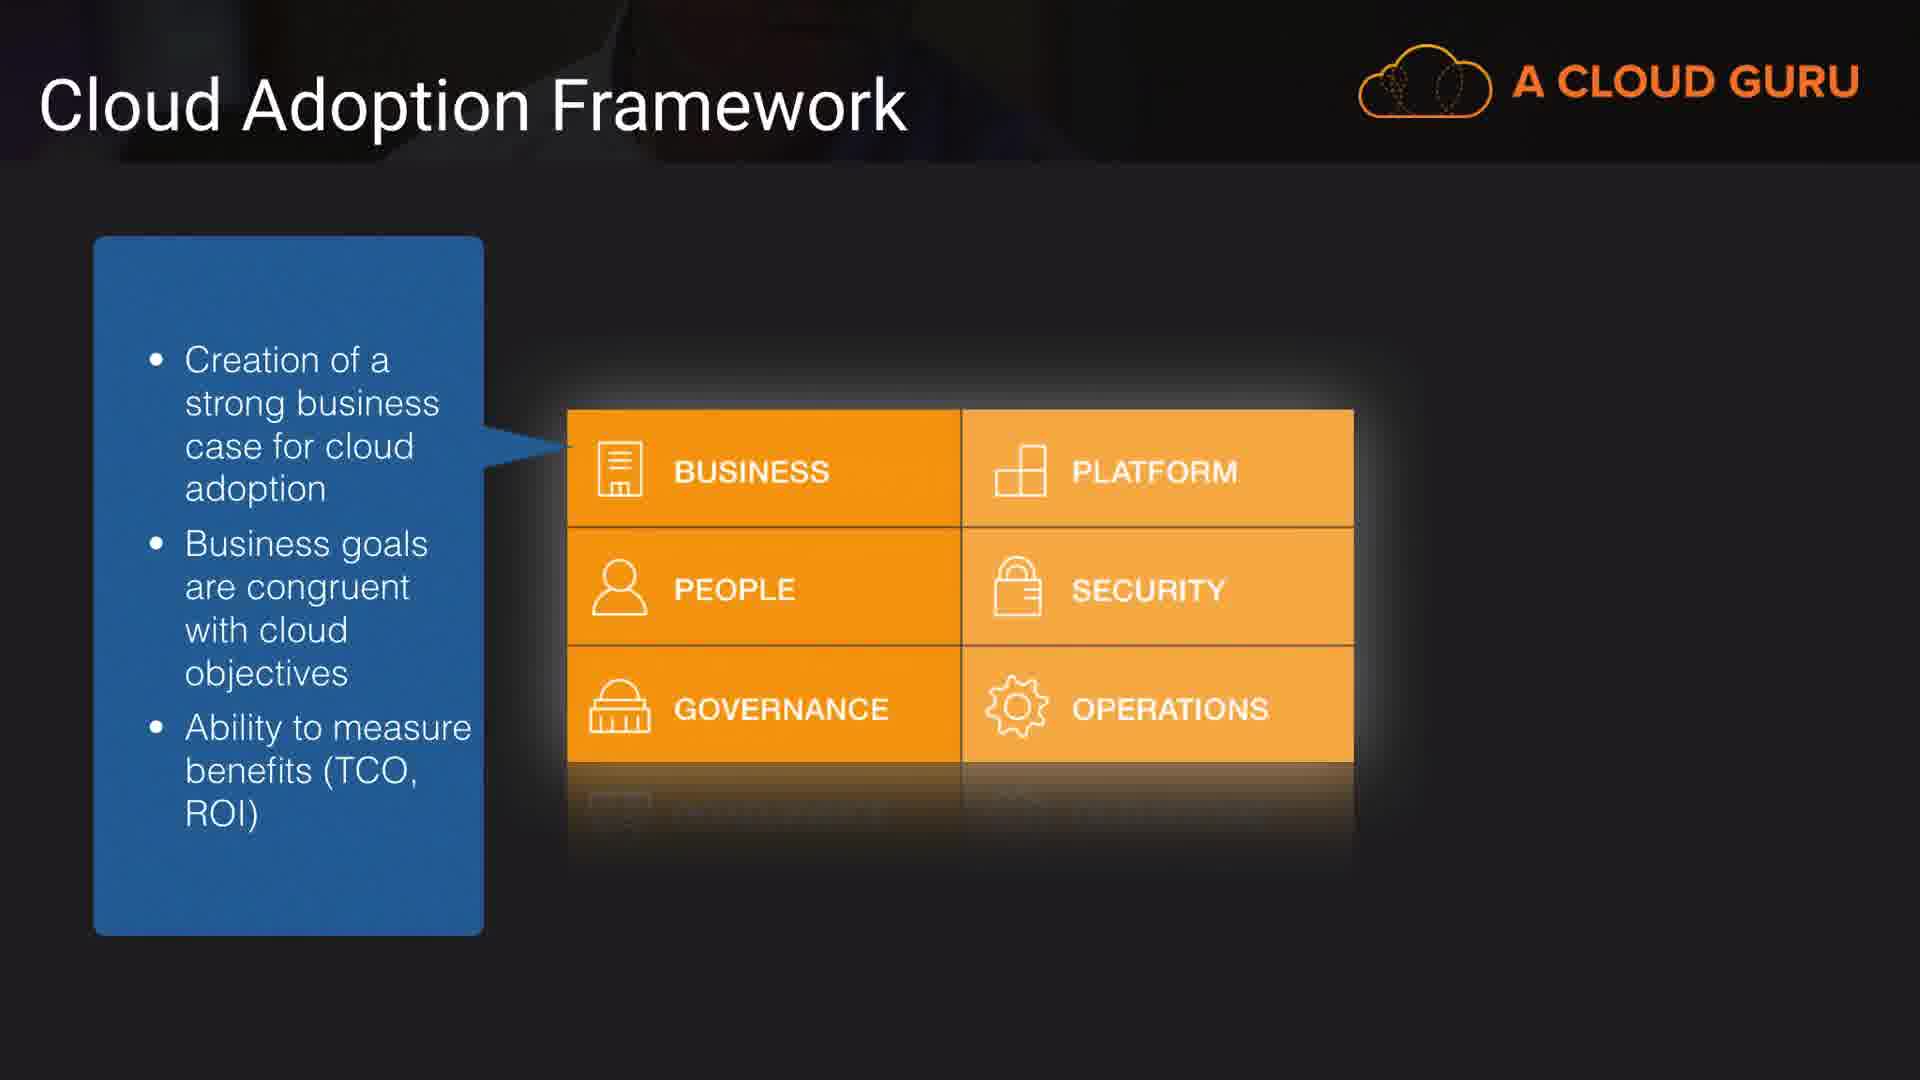 Cloud Adoption Framework
A CLOUD GURU
• Creation of a
strong business
case for cloud
adoption
• Business goals
are congruent
with cloud
objectives
• Ability to measure
benefits (TCO,
ROI)
BUSINESS
PLATFORM
PEOPLE
SECURITY
GOVERNANCE
OPERATIONS